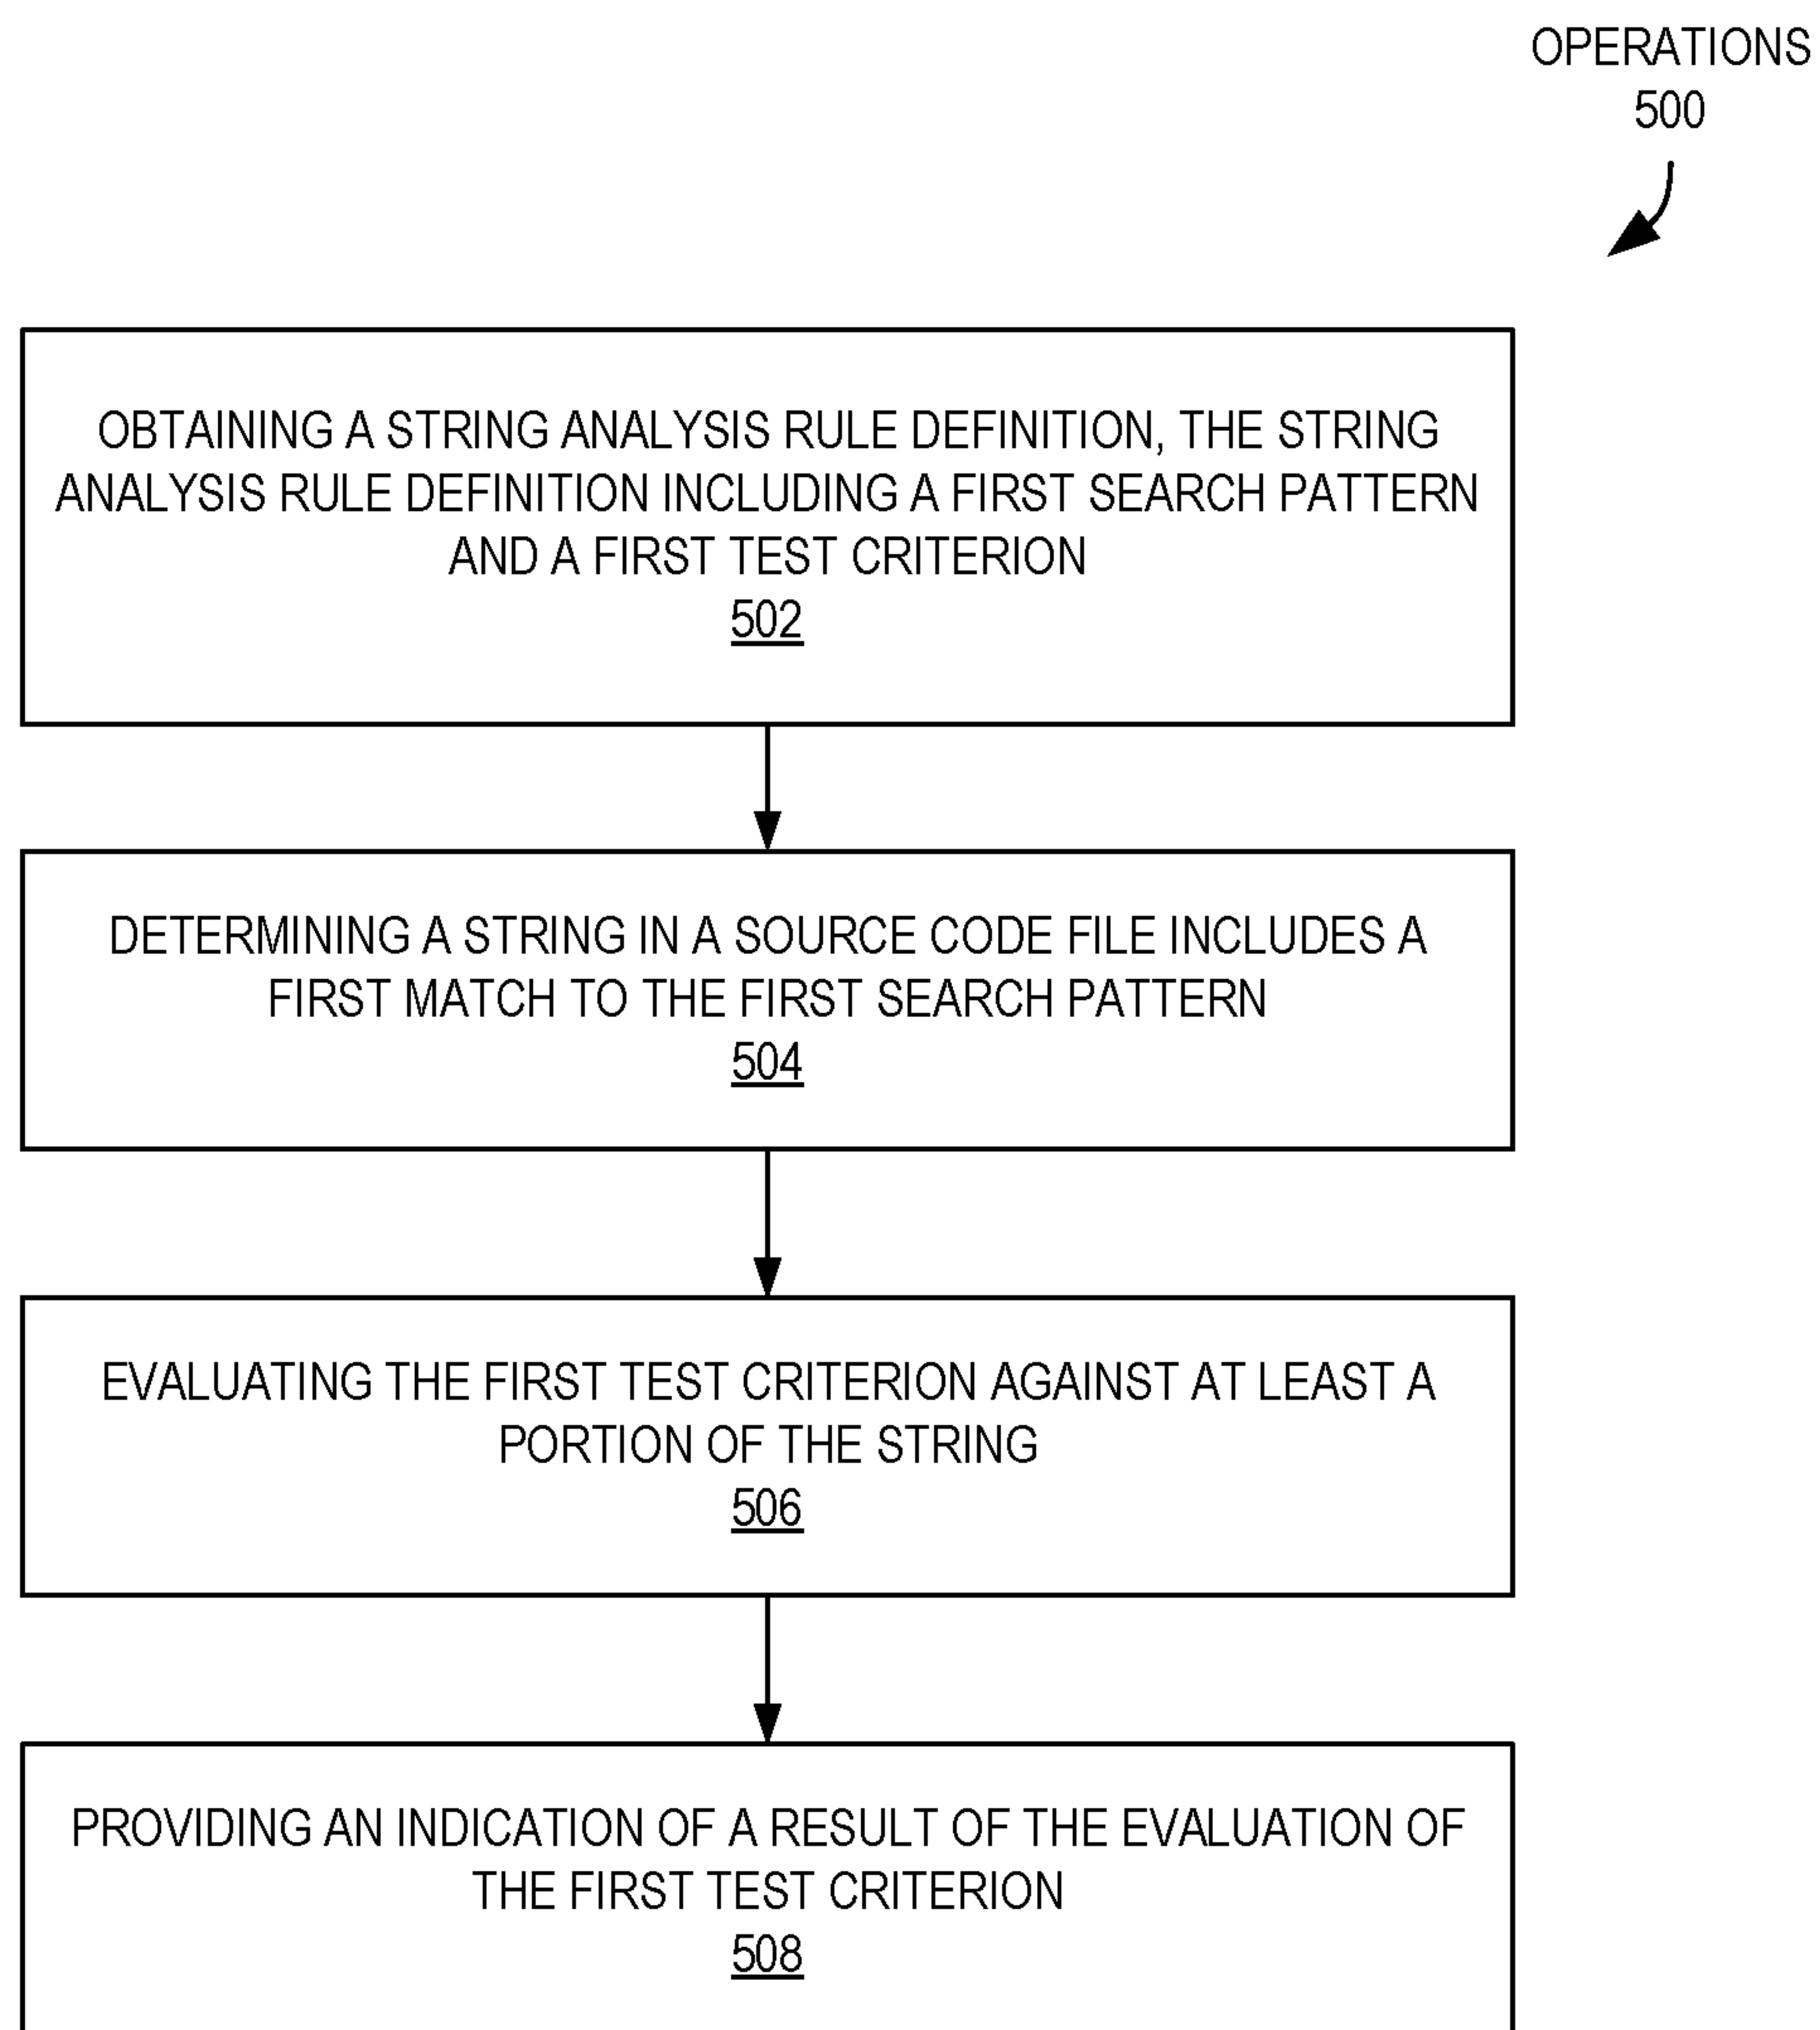 OPERATIONS
500
OBTAINING A STRING ANALYSIS RULE DEFINITION, THE STRING
ANALYSIS RULE DEFINITION INCLUDING A FIRST SEARCH PATTERN
AND A FIRST TEST CRITERION
502
DETERMINING A STRING IN A SOURCE CODE FILE INCLUDES A
FIRST MATCH TO THE FIRST SEARCH PATTERN
504
EVALUATING THE FIRST TEST CRITERION AGAINST AT LEAST A
PORTION OF THE STRING
506
PROVIDING AN INDICATION OF A RESULT OF THE EVALUATION OF
THE FIRST TEST CRITERION
508